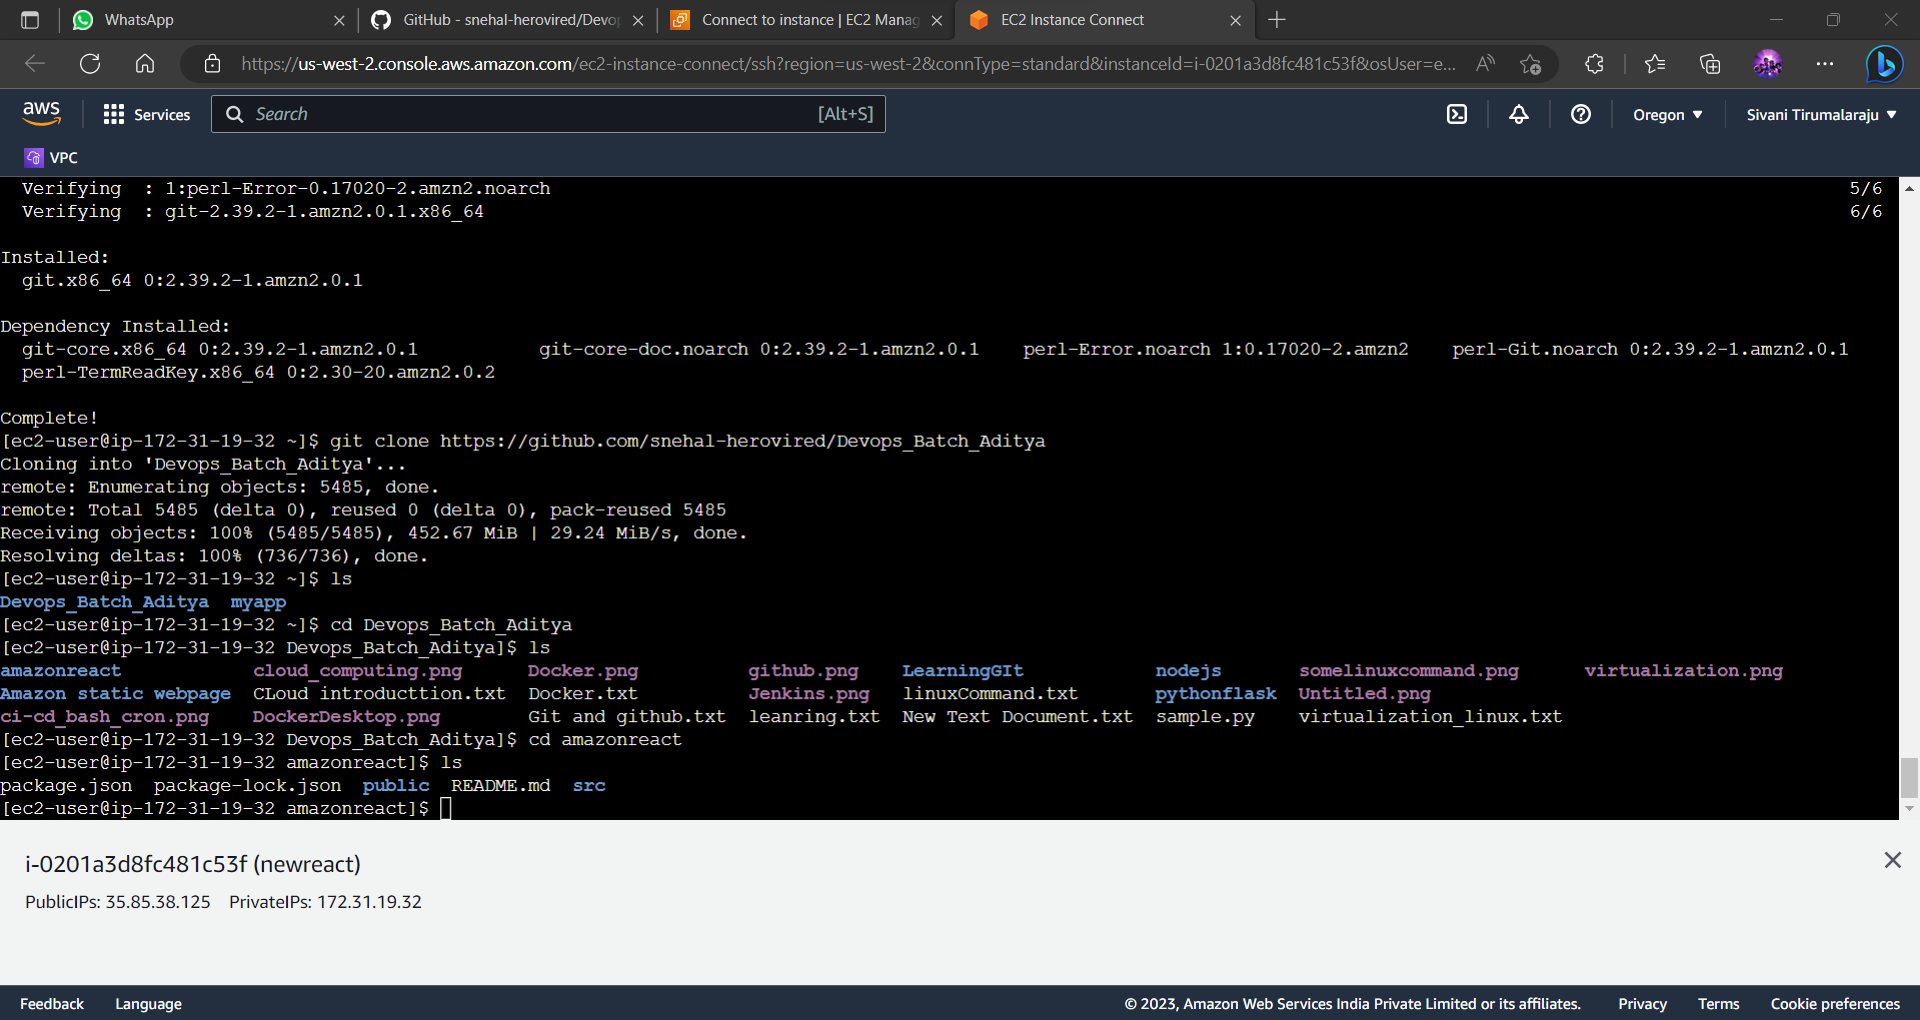 WhatsApp
GitHub - snehal-herovired/Devop
Connect to instance | EC2 Manag
EC2 Instance Connect
https://us-west-2.console.aws.amazon.com/ec2-instance-connect/ssh?region=us-west-2&connType=standard&instanceId=i-0201a3d8fc481c53f&osUser=e...
aws
Services
Search
[Alt+S]
Oregon
Sivani Tirumalaraju
VPC
Verifying  : 1:perl-Error-0.17020-2.amzn2.noarch 5/6
Verifying  : git-2.39.2-1.amzn2.0.1.x86_64 6/6
Installed:
git.x86_64 0:2.39.2-1.amzn2.0.1
Dependency Installed:
git-core.x86_64 0:2.39.2-1.amzn2.0.1 git-core-doc.noarch 0:2.39.2-1.amzn2.0.1 perl-Error.noarch 1:0.17020-2.amzn2 perl-Git.noarch 0:2.39.2-1.amzn2.0.1
perl-TermReadKey.x86_64 0:2.30-20.amzn2.0.2
Complete!
[ec2-user@ip-172-31-19-32 ~]$ git clone https://github.com/snehal-herovired/Devops_Batch_Aditya
Cloning into 'Devops_Batch_Aditya'...
remote: Enumerating objects: 5485, done.
remote: Total 5485 (delta 0), reused 0 (delta 0), pack-reused 5485
Receiving objects: 100% (5485/5485), 452.67 MiB | 29.24 MiB/s, done.
Resolving deltas: 100% (736/736), done.
[ec2-user@ip-172-31-19-32 ~]$ ls
Devops_Batch_Aditya  myapp
[ec2-user@ip-172-31-19-32 ~]$ cd Devops_Batch_Aditya
[ec2-user@ip-172-31-19-32 Devops_Batch_Aditya]$ ls
amazonreact cloud_computing.png Docker.png github.png LearningGIt nodejs somelinuxcommand.png virtualization.png
Amazon static webpage CLoud introducttion.txt Docker.txt Jenkins.png linuxCommand.txt pythonflask Untitled.png
ci-cd_bash_cron.png DockerDesktop.png Git and github.txt leanring.txt New Text Document.txt sample.py virtualization_linux.txt
[ec2-user@ip-172-31-19-32 Devops_Batch_Aditya]$ cd amazonreact
[ec2-user@ip-172-31-19-32 amazonreact]$ ls
package.json  package-lock.json  public  README.md  src
[ec2-user@ip-172-31-19-32 amazonreact]$
i-0201a3d8fc481c53f (newreact)
PublicIPs: 35.85.38.125 PrivateIPs: 172.31.19.32
Feedback Language © 2023, Amazon Web Services India Private Limited or its affiliates. Privacy Terms Cookie preferences